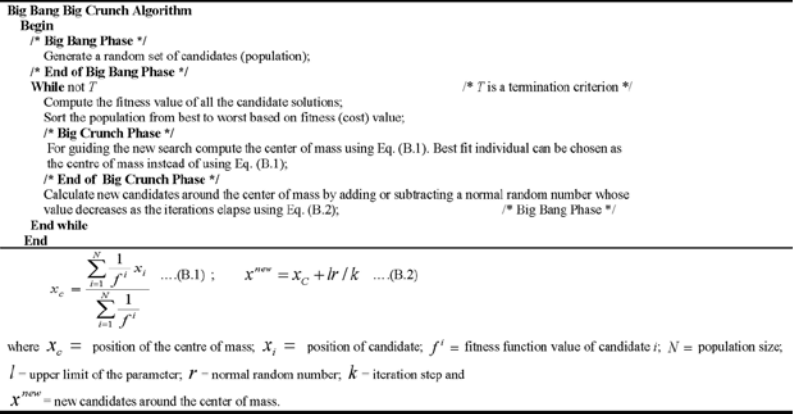 Big Bang Big Crunch Algorithm
Begin
/* Big Bang Phase */
Generate a random set of candidates (population);
/* End of Big Bang Phase */
While not T /* T is a termination criterion */
Compute the fitness value of all the candidate solutions;
Sort the population from best to worst based on fitness (cost) value;
/* Big Crunch Phase */
For guiding the new search compute the center of mass using Eq. (B.1). Best fit individual can be chosen as
the centre of mass instead of using Eq. (B.1);
/* End of Big Crunch Phase */
Calculate new candidates around the center of mass by adding or subtracting a normal random number whose
value decreases as the iterations elapse using Eq. (B.2); /* Big Bang Phase */
End while
End
x_c = \frac{\sum_{i=1}^{N} \frac{1}{f^i} x_i}{\sum_{i=1}^{N} \frac{1}{f^i}} ....(B.1) ; x^{new} = x_C + lr / k ....(B.2)
where x_c = position of the centre of mass; x_i = position of candidate; f^i = fitness function value of candidate i; N = population size;
l = upper limit of the parameter; r = normal random number; k = iteration step and
x^{new} = new candidates around the center of mass.